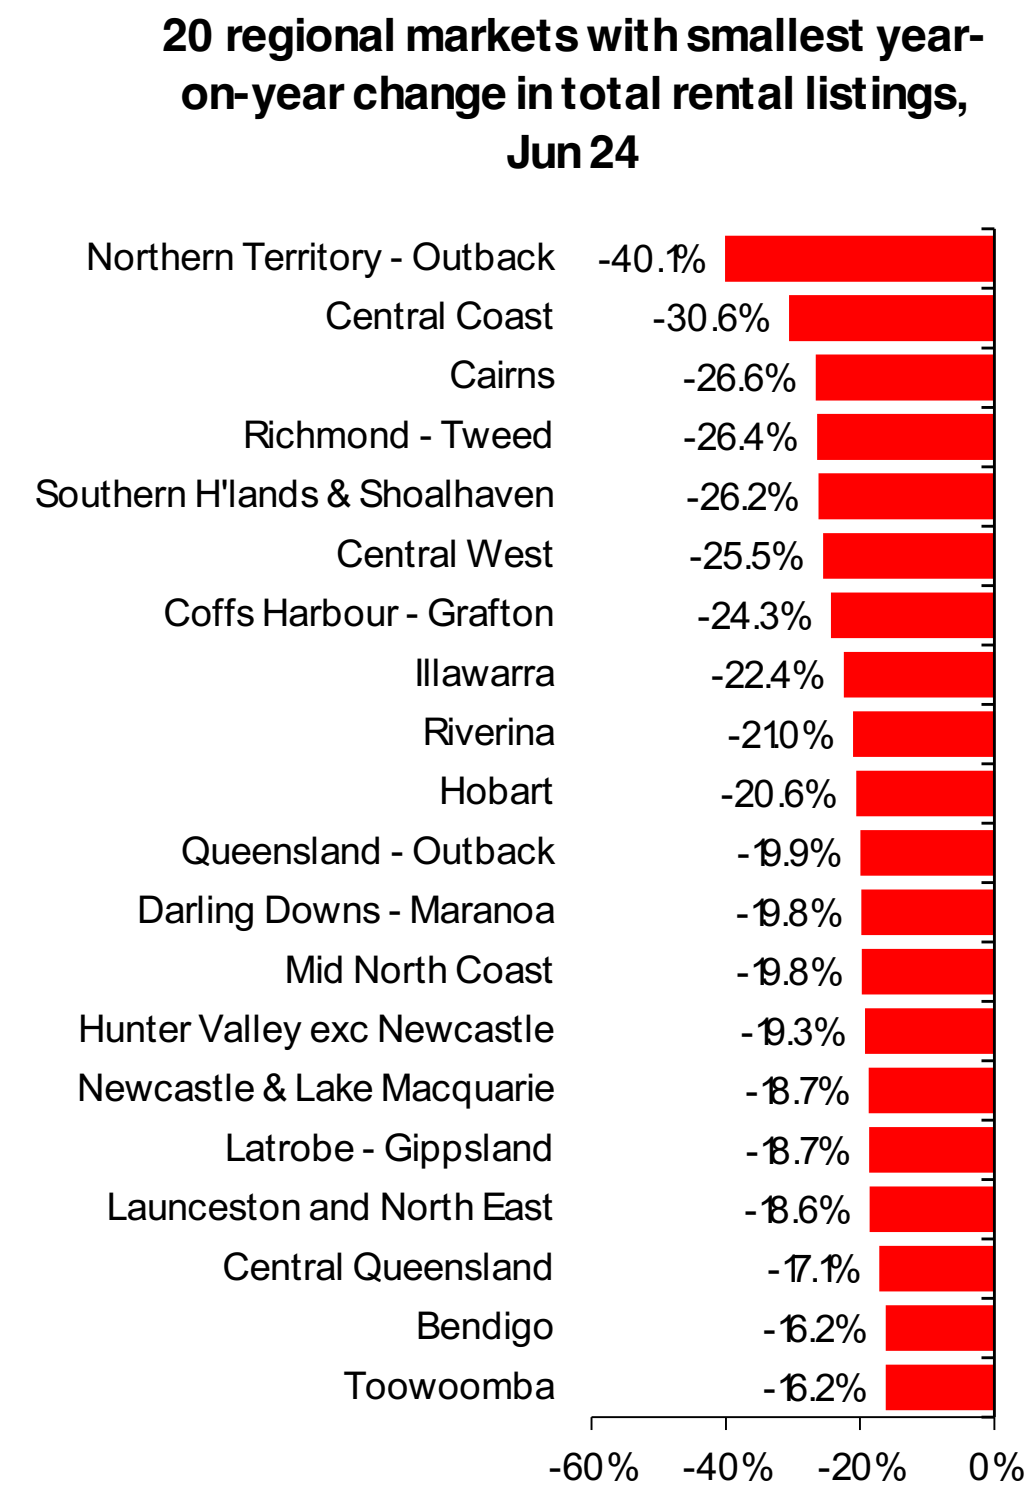 20 regional markets with smallest year-
on-year change in total rental listings,
Jun 24
Northern Territory - Outback -40.1%
Central Coast -30.6%
Cairns -26.6%
Richmond - Tweed -26.4%
Southern H'lands & Shoalhaven -26.2%
Central West -25.5%
Coffs Harbour - Grafton -24.3%
Illawarra -22.4%
Riverina -21.0%
Hobart -20.6%
Queensland - Outback -19.9%
Darling Downs - Maranoa -19.8%
Mid North Coast -19.8%
Hunter Valley exc Newcastle -19.3%
Newcastle & Lake Macquarie -18.7%
Latrobe - Gippsland -18.7%
Launceston and North East -18.6%
Central Queensland -17.1%
Bendigo -16.2%
Toowoomba -16.2%
-60% -40% -20% 0%